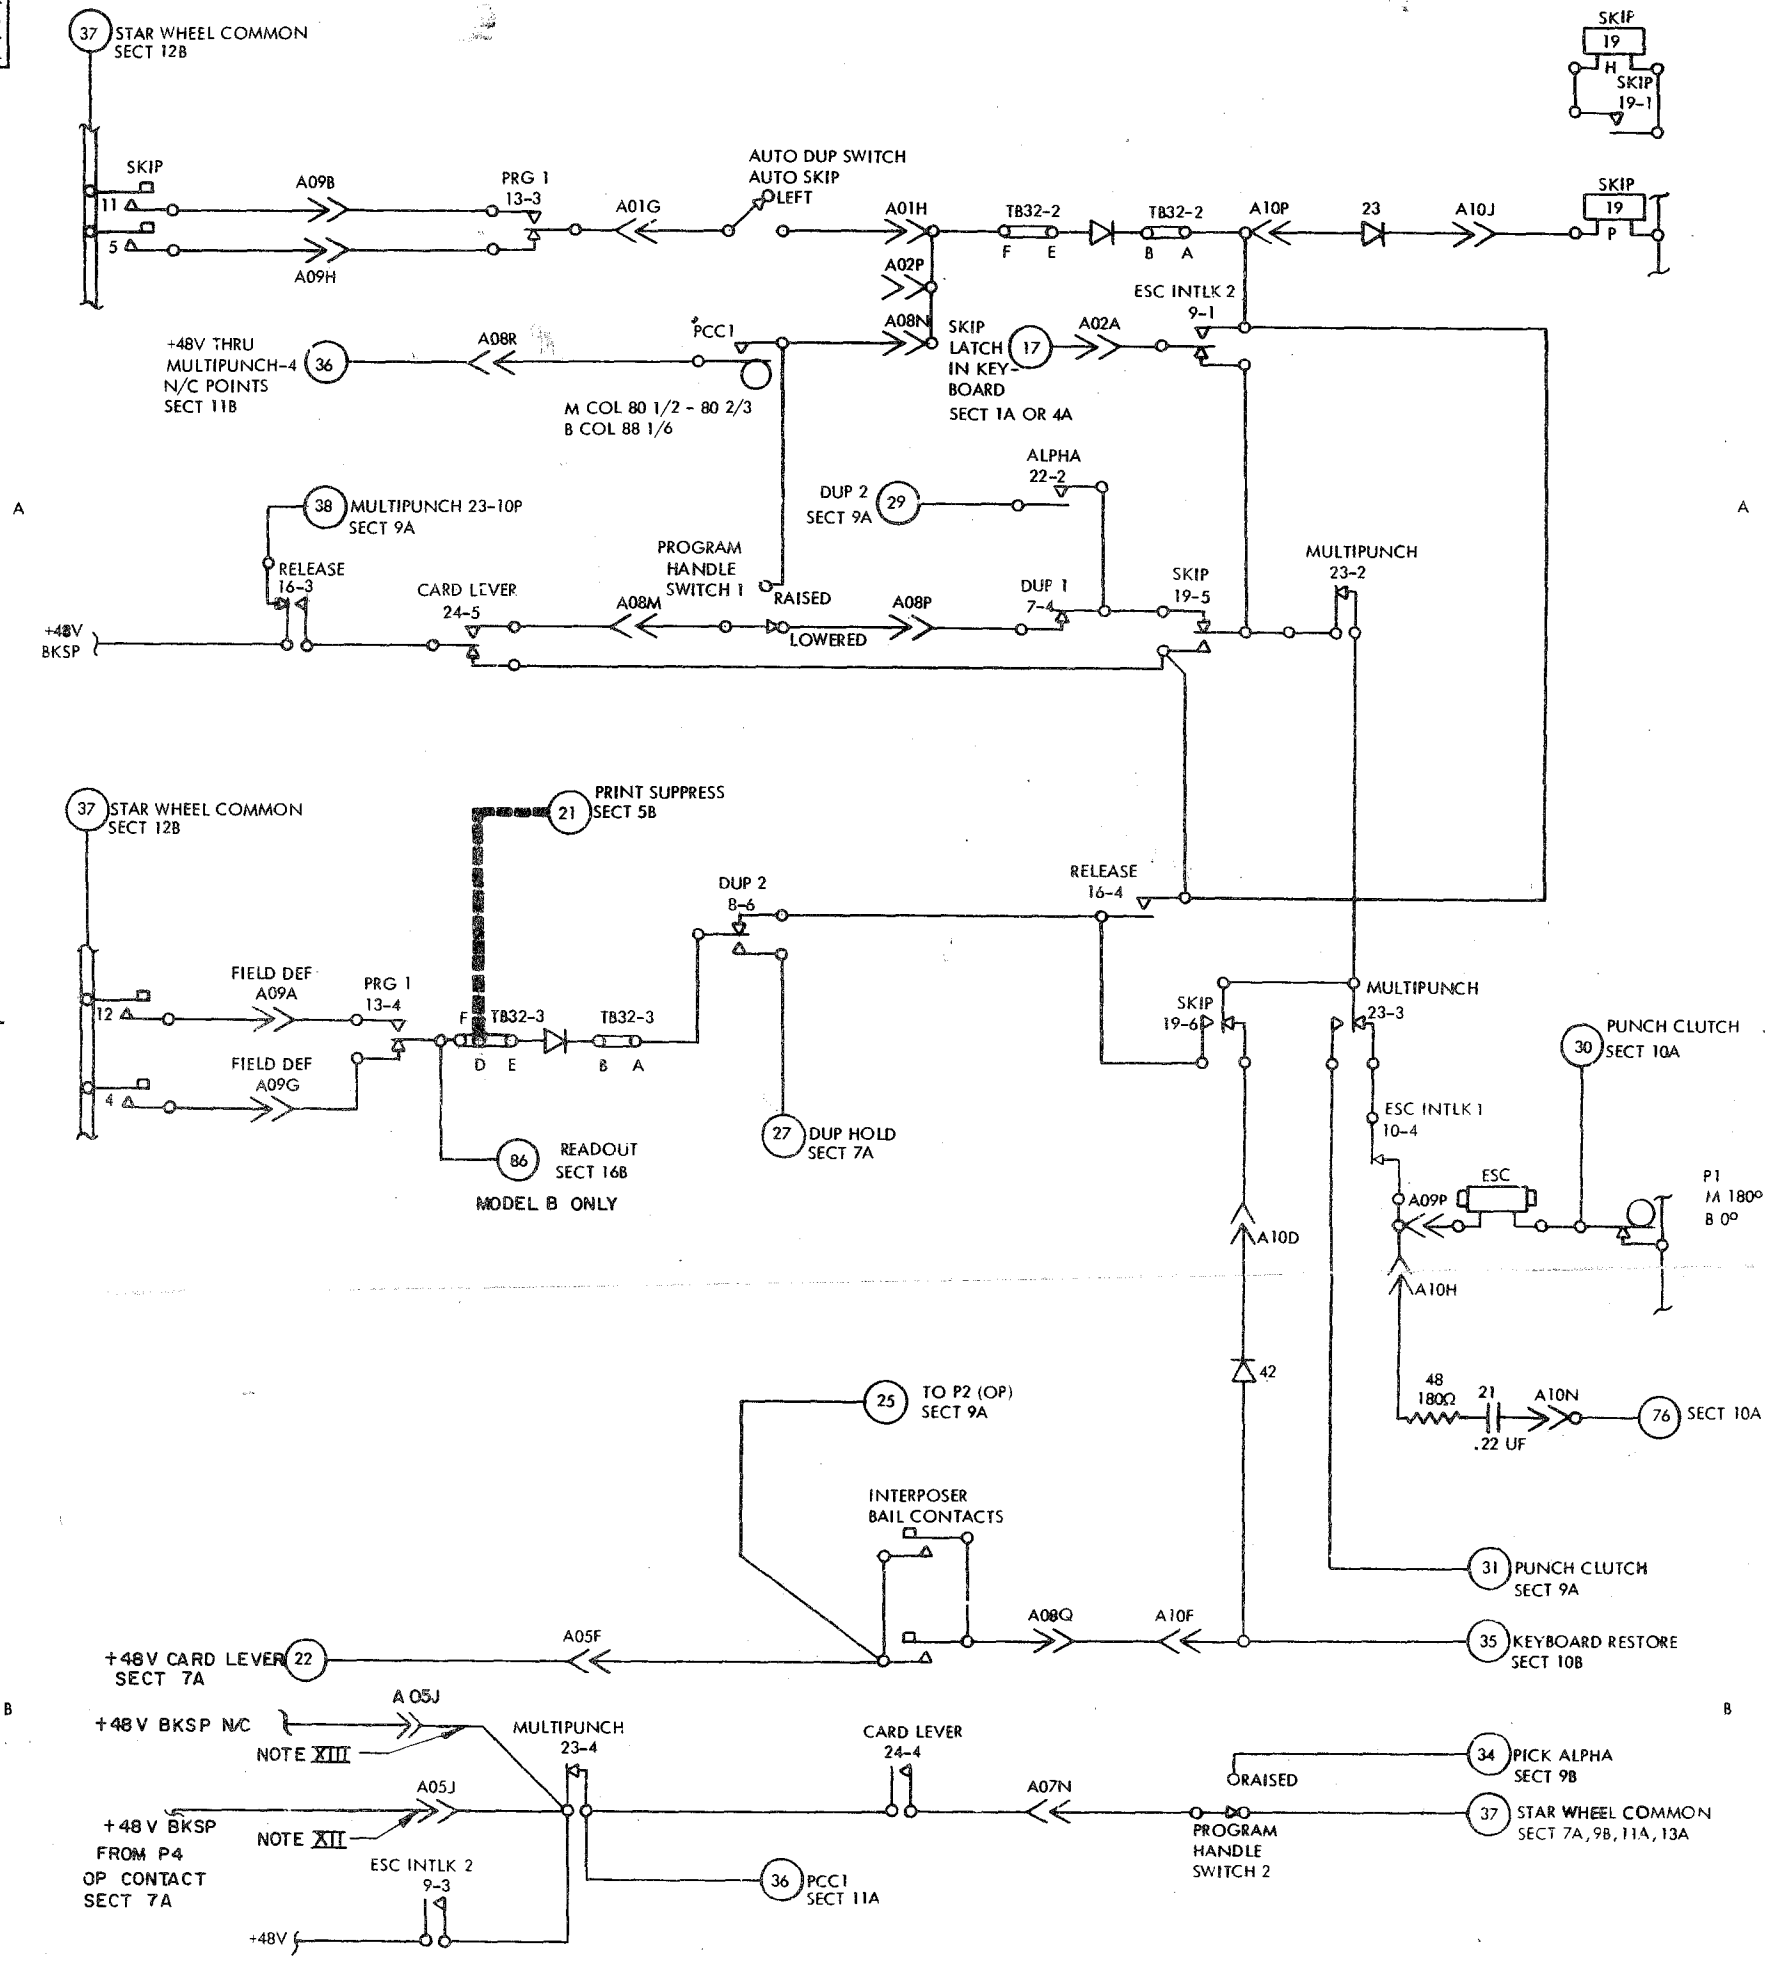 37 STAR WHEEL COMMON
SECT 12B
SKIP
19
H
SKIP
19-1
SKIP
11
5
A09B
A09H
PRG 1
13-3
A01G
AUTO DUP SWITCH
AUTO SKIP
LEFT
A01H
A02P
A08N
TB32-2
F E
TB32-2
B A
A10P
23
A10J
SKIP
19
P
+48V THRU
MULTIPUNCH-4
N/C POINTS
SECT 11B
36
A08R
PCC1
M COL 80 1/2 - 80 2/3
B COL 88 1/6
SKIP
LATCH
IN KEY-
BOARD
SECT 1A OR 4A
17
A02A
ESC INTLK 2
9-1
A
A
38 MULTIPUNCH 23-10P
SECT 9A
RELEASE
16-3
+48V
BKSP
CARD LEVER
24-5
A08M
PROGRAM
HANDLE
SWITCH 1
RAISED
LOWERED
A08P
DUP 2
SECT 9A
29
ALPHA
22-2
DUP 1
7-4
SKIP
19-5
MULTIPUNCH
23-2
37 STAR WHEEL COMMON
SECT 12B
21
PRINT SUPPRESS
SECT 5B
12
4
FIELD DEF
A09A
FIELD DEF
A09G
PRG 1
13-4
F TB32-3
D E
TB32-3
B A
DUP 2
8-6
86
READOUT
SECT 16B
MODEL B ONLY
27 DUP HOLD
SECT 7A
RELEASE
16-4
SKIP
19-6
MULTIPUNCH
23-3
30
PUNCH CLUTCH
SECT 10A
ESC INTLK 1
10-4
A09P
ESC
P1
M 180°
B 0°
A10D
A10H
42
48
180Ω
21
.22 UF
A10N
76 SECT 10A
25
TO P2 (OP)
SECT 9A
INTERPOSER
BAIL CONTACTS
31 PUNCH CLUTCH
SECT 9A
+48V CARD LEVER
SECT 7A
22
A05F
A08Q
A10F
35 KEYBOARD RESTORE
SECT 10B
B
B
+48V BKSP N/C
A05J
NOTE XIII
MULTIPUNCH
23-4
CARD LEVER
24-4
34 PICK ALPHA
SECT 9B
RAISED
+48V BKSP
FROM P4
OP CONTACT
SECT 7A
A05J
NOTE XII
A07N
PROGRAM
HANDLE
SWITCH 2
37 STAR WHEEL COMMON
SECT 7A, 9B, 11A, 13A
ESC INTLK 2
9-3
36 PCC1
SECT 11A
+48V